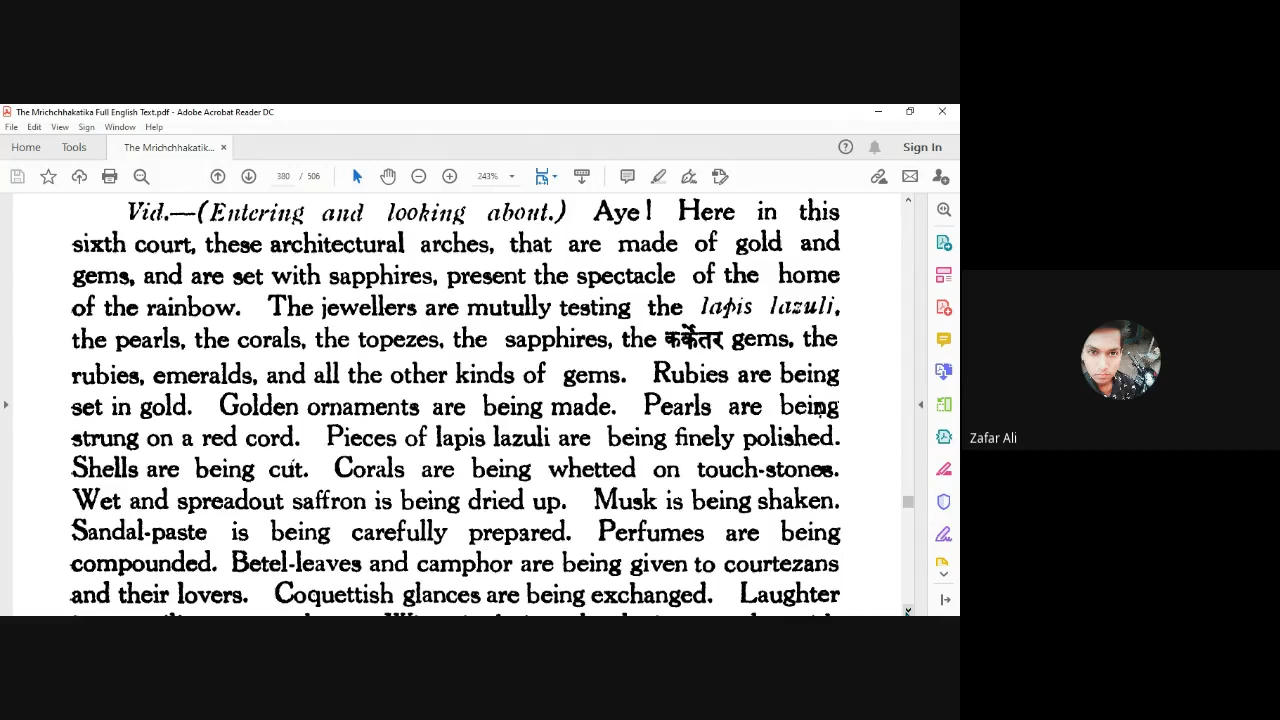 The Mrichchhakatika Full English Text.pdf - Adobe Acrobat Reader DC
File Edit View Sign Window Help
Home Tools The Mrichchhakatik... × Sign In
380 / 506 243%
Vid.—(Entering and looking about.) Aye! Here in this
sixth court, these architectural arches, that are made of gold and
gems, and are set with sapphires, present the spectacle of the home
of the rainbow. The jewellers are mutully testing the lapis lazuli,
the pearls, the corals, the topezes, the sapphires, the कर्केतर gems, the
rubies, emeralds, and all the other kinds of gems. Rubies are being
set in gold. Golden ornaments are being made. Pearls are being
strung on a red cord. Pieces of lapis lazuli are being finely polished.
Shells are being cut. Corals are being whetted on touch-stones.
Wet and spreadout saffron is being dried up. Musk is being shaken.
Sandal-paste is being carefully prepared. Perfumes are being
compounded. Betel-leaves and camphor are being given to courtezans
and their lovers. Coquettish glances are being exchanged. Laughter
Zafar Ali